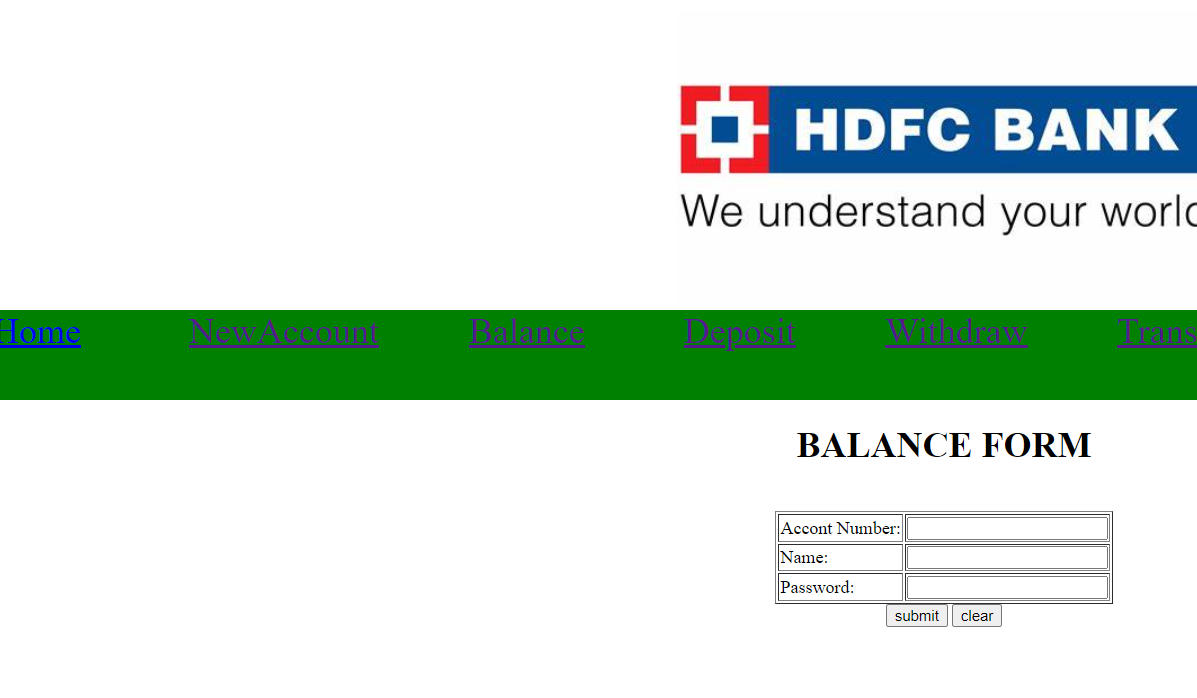 HDFC BANK
We understand your world
Home NewAccount Balance Deposit Withdraw Trans
BALANCE FORM
Accont Number:
Name:
Password:
submit clear